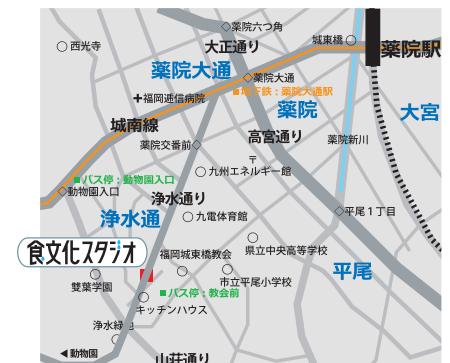 薬院六つ角
西光寺
大正通り
城東橋
薬院駅
薬院大通
薬院大通
地下鉄：薬院大通駅
福岡逓信病院
薬院
大宮
城南線
高宮通り
薬院交番前
薬院新川
〒
九州エネルギー館
バス停：動物園入口
動物園入口
浄水通り
浄水通
九電体育館
平尾1丁目
食文化スタジオ
福岡城東橋教会
県立中央高等学校
平尾
雙葉学園
市立平尾小学校
バス停：教会前
キッチンハウス
浄水緑地
動物園
山荘通り